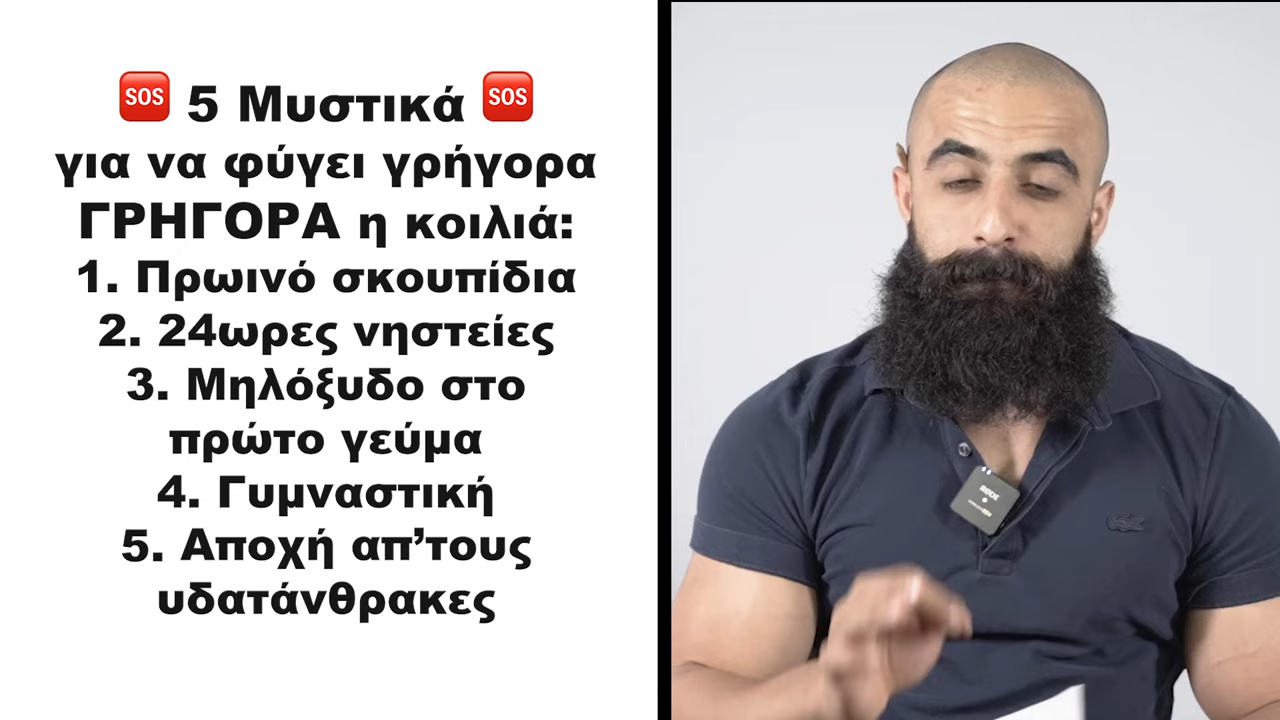 🆘 5 Μυστικά 🆘
για να φύγει γρήγορα
ΓΡΗΓΟΡΑ η κοιλιά:
1. Πρωινό σκουπίδια
2. 24ωρες νηστείες
3. Μηλόξυδο στο
πρώτο γεύμα
4. Γυμναστική
5. Αποχή απ’τους
υδατάνθρακες
RØDE